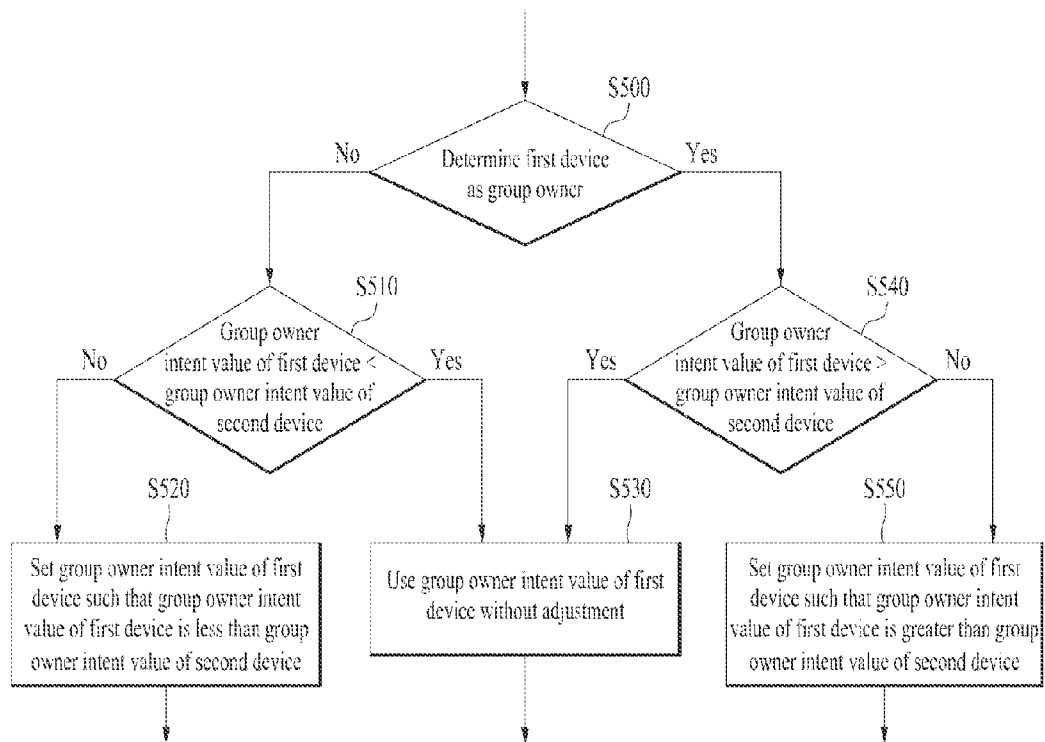 S500
No
Determine first device
as group owner
Yes
S510
No
Group owner
intent value of first device <
group owner intent value of
second device
Yes
S540
Yes
Group owner
intent value of first device >
group owner intent value of
second device
No
S520
Set group owner intent value of first
device such that group owner intent
value of first device is less than group
owner intent value of second device
S530
Use group owner intent value of first
device without adjustment
S550
Set group owner intent value of first
device such that group owner intent
value of first device is greater than group
owner intent value of second device